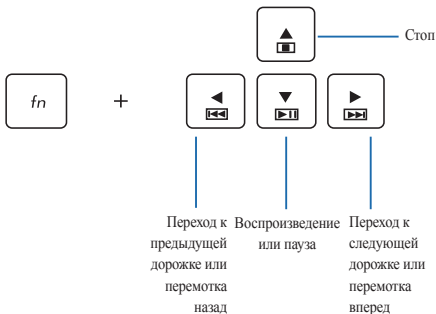 Стоп
fn
+
Переход к
предыдущей
дорожке или
перемотка
назад
Воспроизведение
или пауза
Переход к
следующей
дорожке или
перемотка
вперед